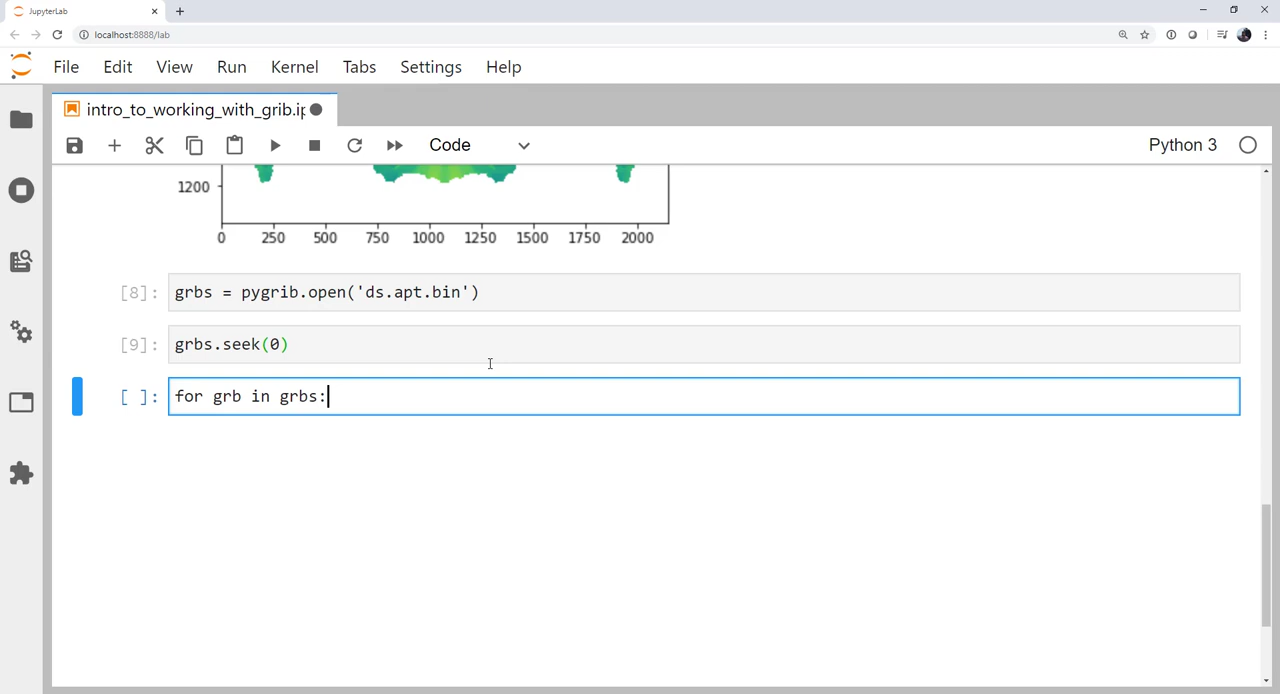 JupyterLab
localhost:8888/lab
File Edit View Run Kernel Tabs Settings Help
intro_to_working_with_grib.ip
Code Python 3
1200
0 250 500 750 1000 1250 1500 1750 2000
[8]: grbs = pygrib.open('ds.apt.bin')
[9]: grbs.seek(0)
[ ]: for grb in grbs: